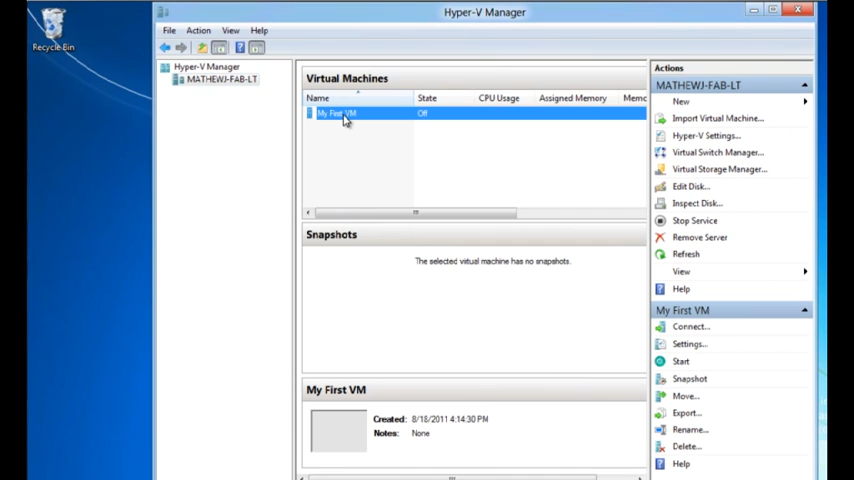 Hyper-V Manager
Recycle Bin
File Action View Help
Hyper-V Manager
MATHEWJ-FAB-LT
Virtual Machines
Name State CPU Usage Assigned Memory Memo
My First VM Off
Snapshots
The selected virtual machine has no snapshots.
My First VM
Created: 8/18/2011 4:14:30 PM
Notes: None
Actions
MATHEWJ-FAB-LT
New
Import Virtual Machine...
Hyper-V Settings...
Virtual Switch Manager...
Virtual Storage Manager...
Edit Disk...
Inspect Disk...
Stop Service
Remove Server
Refresh
View
Help
My First VM
Connect...
Settings...
Start
Snapshot
Move...
Export...
Rename...
Delete...
Help